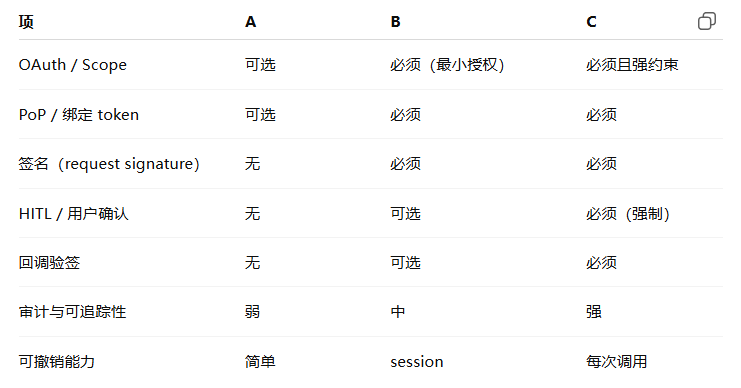 项 A B C
OAuth / Scope 可选 必须（最小授权） 必须且强约束
PoP / 绑定 token 可选 必须 必须
签名（request signature） 无 必须 必须
HITL / 用户确认 无 可选 必须（强制）
回调验签 无 可选 必须
审计与可追踪性 弱 中 强
可撤销能力 简单 session 每次调用